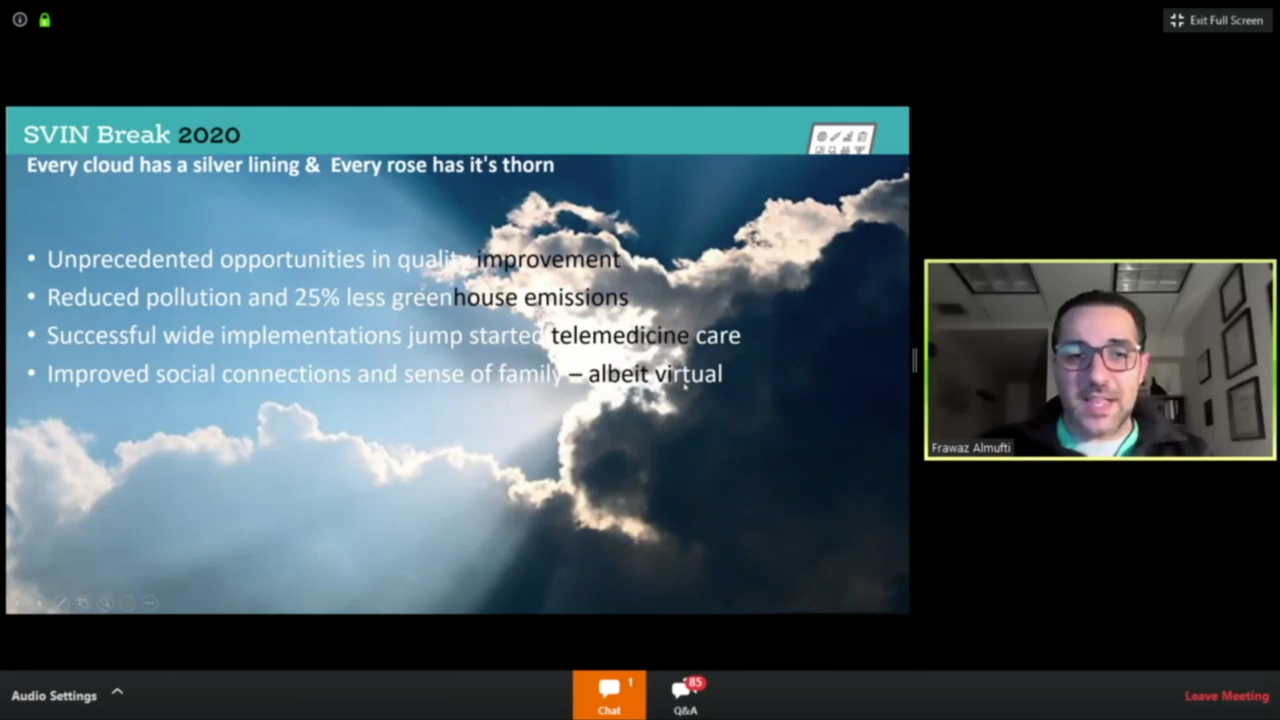 Exit Full Screen
SVIN Break 2020
Every cloud has a silver lining & Every rose has it's thorn
• Unprecedented opportunities in quality improvement
• Reduced pollution and 25% less greenhouse emissions
• Successful wide implementations jump started telemedicine care
• Improved social connections and sense of family – albeit virtual
Frawaz Almufti
Audio Settings
1
Chat
85
Q&A
Leave Meeting